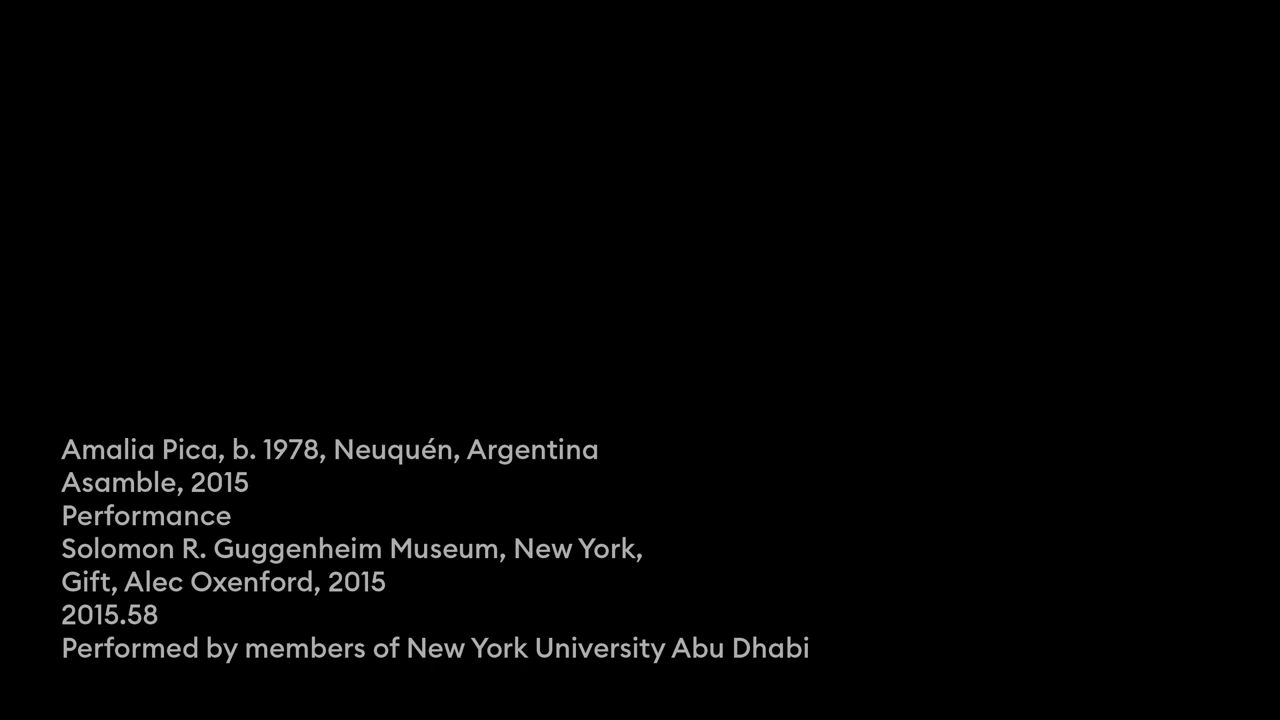 Amalia Pica, b. 1978, Neuquén, Argentina
Asamble, 2015
Performance
Solomon R. Guggenheim Museum, New York,
Gift, Alec Oxenford, 2015
2015.58
Performed by members of New York University Abu Dhabi